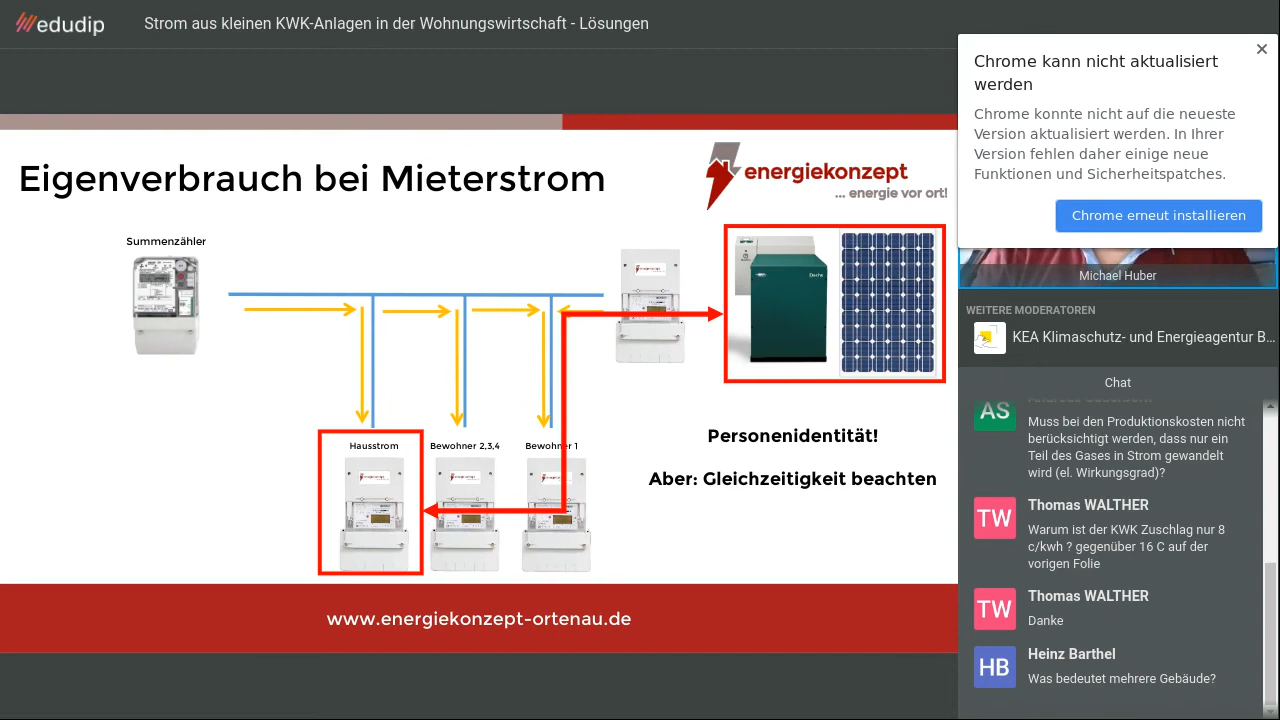 edudip
Strom aus kleinen KWK-Anlagen in der Wohnungswirtschaft - Lösungen
Eigenverbrauch bei Mieterstrom
energiekonzept
... energie vor ort!
Summenzähler
Hausstrom
Bewohner 2,3,4
Bewohner 1
Personenidentität!
Aber: Gleichzeitigkeit beachten
www.energiekonzept-ortenau.de
Chrome kann nicht aktualisiert
werden
Chrome konnte nicht auf die neueste
Version aktualisiert werden. In Ihrer
Version fehlen daher einige neue
Funktionen und Sicherheitspatches.
Chrome erneut installieren
Michael Huber
WEITERE MODERATOREN
KEA Klimaschutz- und Energieagentur B...
Chat
AS
Muss bei den Produktionskosten nicht
berücksichtigt werden, dass nur ein
Teil des Gases in Strom gewandelt
wird (el. Wirkungsgrad)?
TW
Thomas WALTHER
Warum ist der KWK Zuschlag nur 8
c/kwh ? gegenüber 16 C auf der
vorigen Folie
TW
Thomas WALTHER
Danke
HB
Heinz Barthel
Was bedeutet mehrere Gebäude?